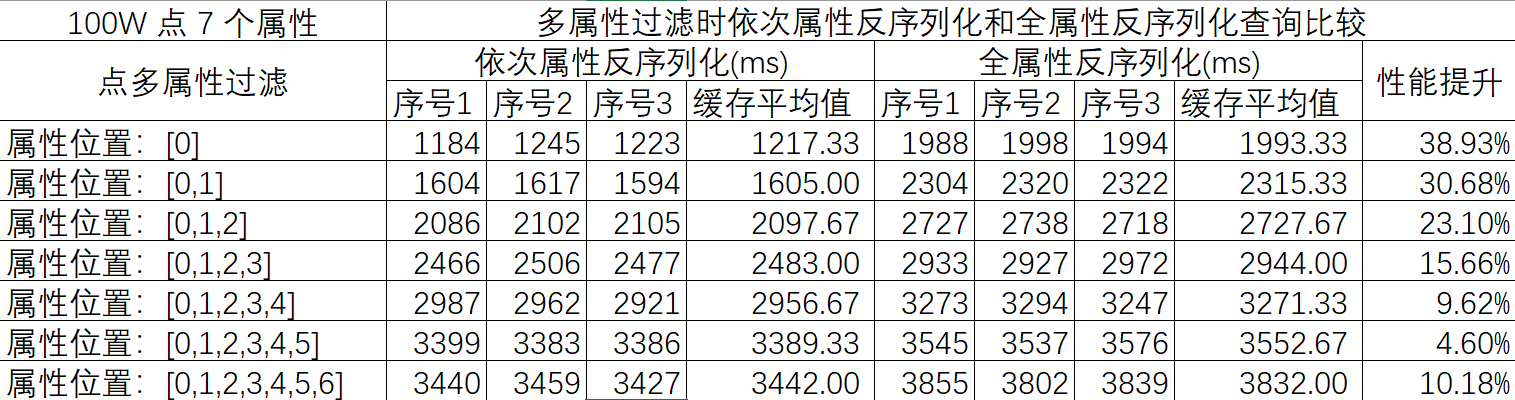 100W 点 7 个属性 多属性过滤时依次属性反序列化和全属性反序列化查询比较
点多属性过滤 依次属性反序列化(ms) 全属性反序列化(ms) 性能提升
序号1 序号2 序号3 缓存平均值 序号1 序号2 序号3 缓存平均值
属性位置：[0] 1184 1245 1223 1217.33 1988 1998 1994 1993.33 38.93%
属性位置：[0,1] 1604 1617 1594 1605.00 2304 2320 2322 2315.33 30.68%
属性位置：[0,1,2] 2086 2102 2105 2097.67 2727 2738 2718 2727.67 23.10%
属性位置：[0,1,2,3] 2466 2506 2477 2483.00 2933 2927 2972 2944.00 15.66%
属性位置：[0,1,2,3,4] 2987 2962 2921 2956.67 3273 3294 3247 3271.33 9.62%
属性位置：[0,1,2,3,4,5] 3399 3383 3386 3389.33 3545 3537 3576 3552.67 4.60%
属性位置：[0,1,2,3,4,5,6] 3440 3459 3427 3442.00 3855 3802 3839 3832.00 10.18%